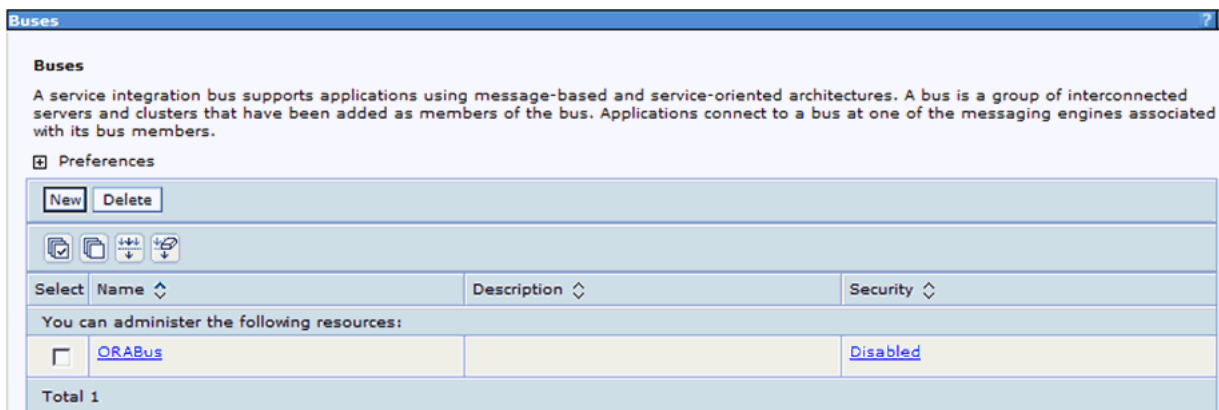 Buses ?
Buses
A service integration bus supports applications using message-based and service-oriented architectures. A bus is a group of interconnected
servers and clusters that have been added as members of the bus. Applications connect to a bus at one of the messaging engines associated
with its bus members.
Preferences
New Delete
Select Name Description Security
You can administer the following resources:
ORABus Disabled
Total 1